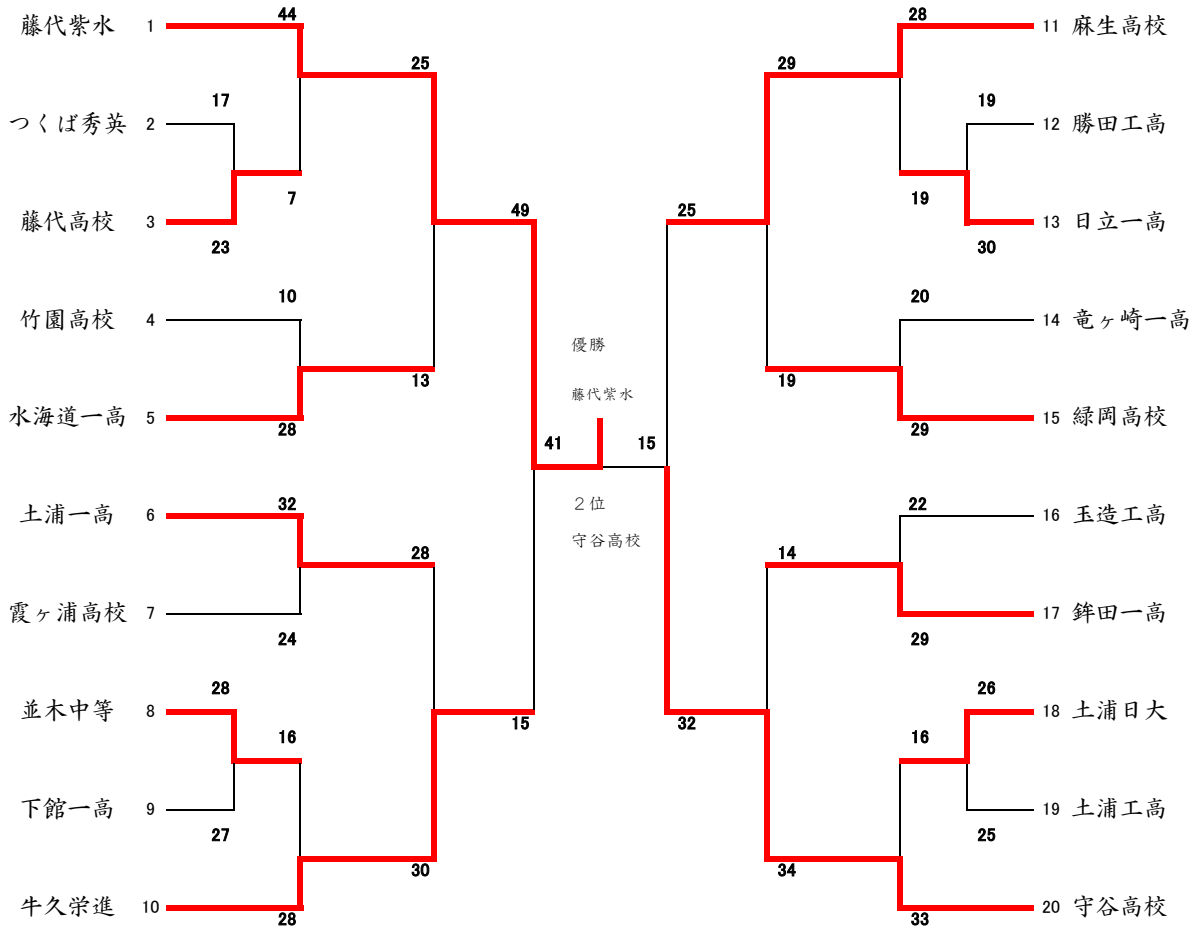 44
28
藤代紫水 1
11 麻生高校
25
29
17
19
つくば秀英 2
12 勝田工高
7
19
藤代高校 3
49
25
13 日立一高
23
30
10
20
竹園高校 4
14 竜ヶ崎一高
優勝
13
19
藤代紫水
水海道一高 5
15 緑岡高校
28
41
15
29
32
２位
22
土浦一高 6
16 玉造工高
守谷高校
28
14
霞ヶ浦高校 7
17 鉾田一高
24
29
28
26
並木中等 8
18 土浦日大
15
32
16
16
下館一高 9
19 土浦工高
27
25
30
34
牛久栄進 10
20 守谷高校
28
33